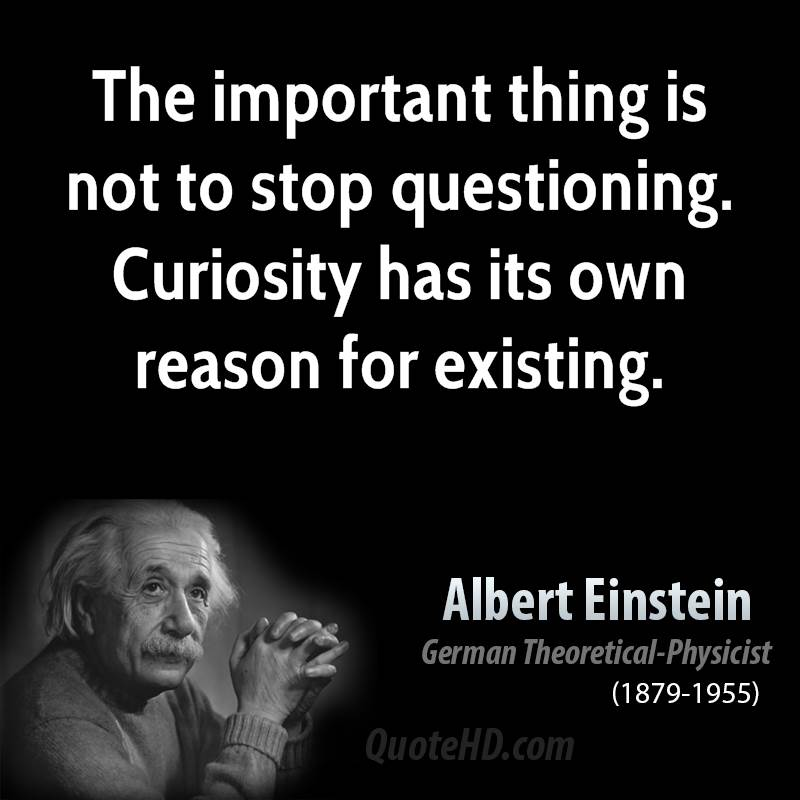 The important thing is
not to stop questioning.
Curiosity has its own
reason for existing.
Albert Einstein
German Theoretical-Physicist
(1879-1955)
QuoteHD.com